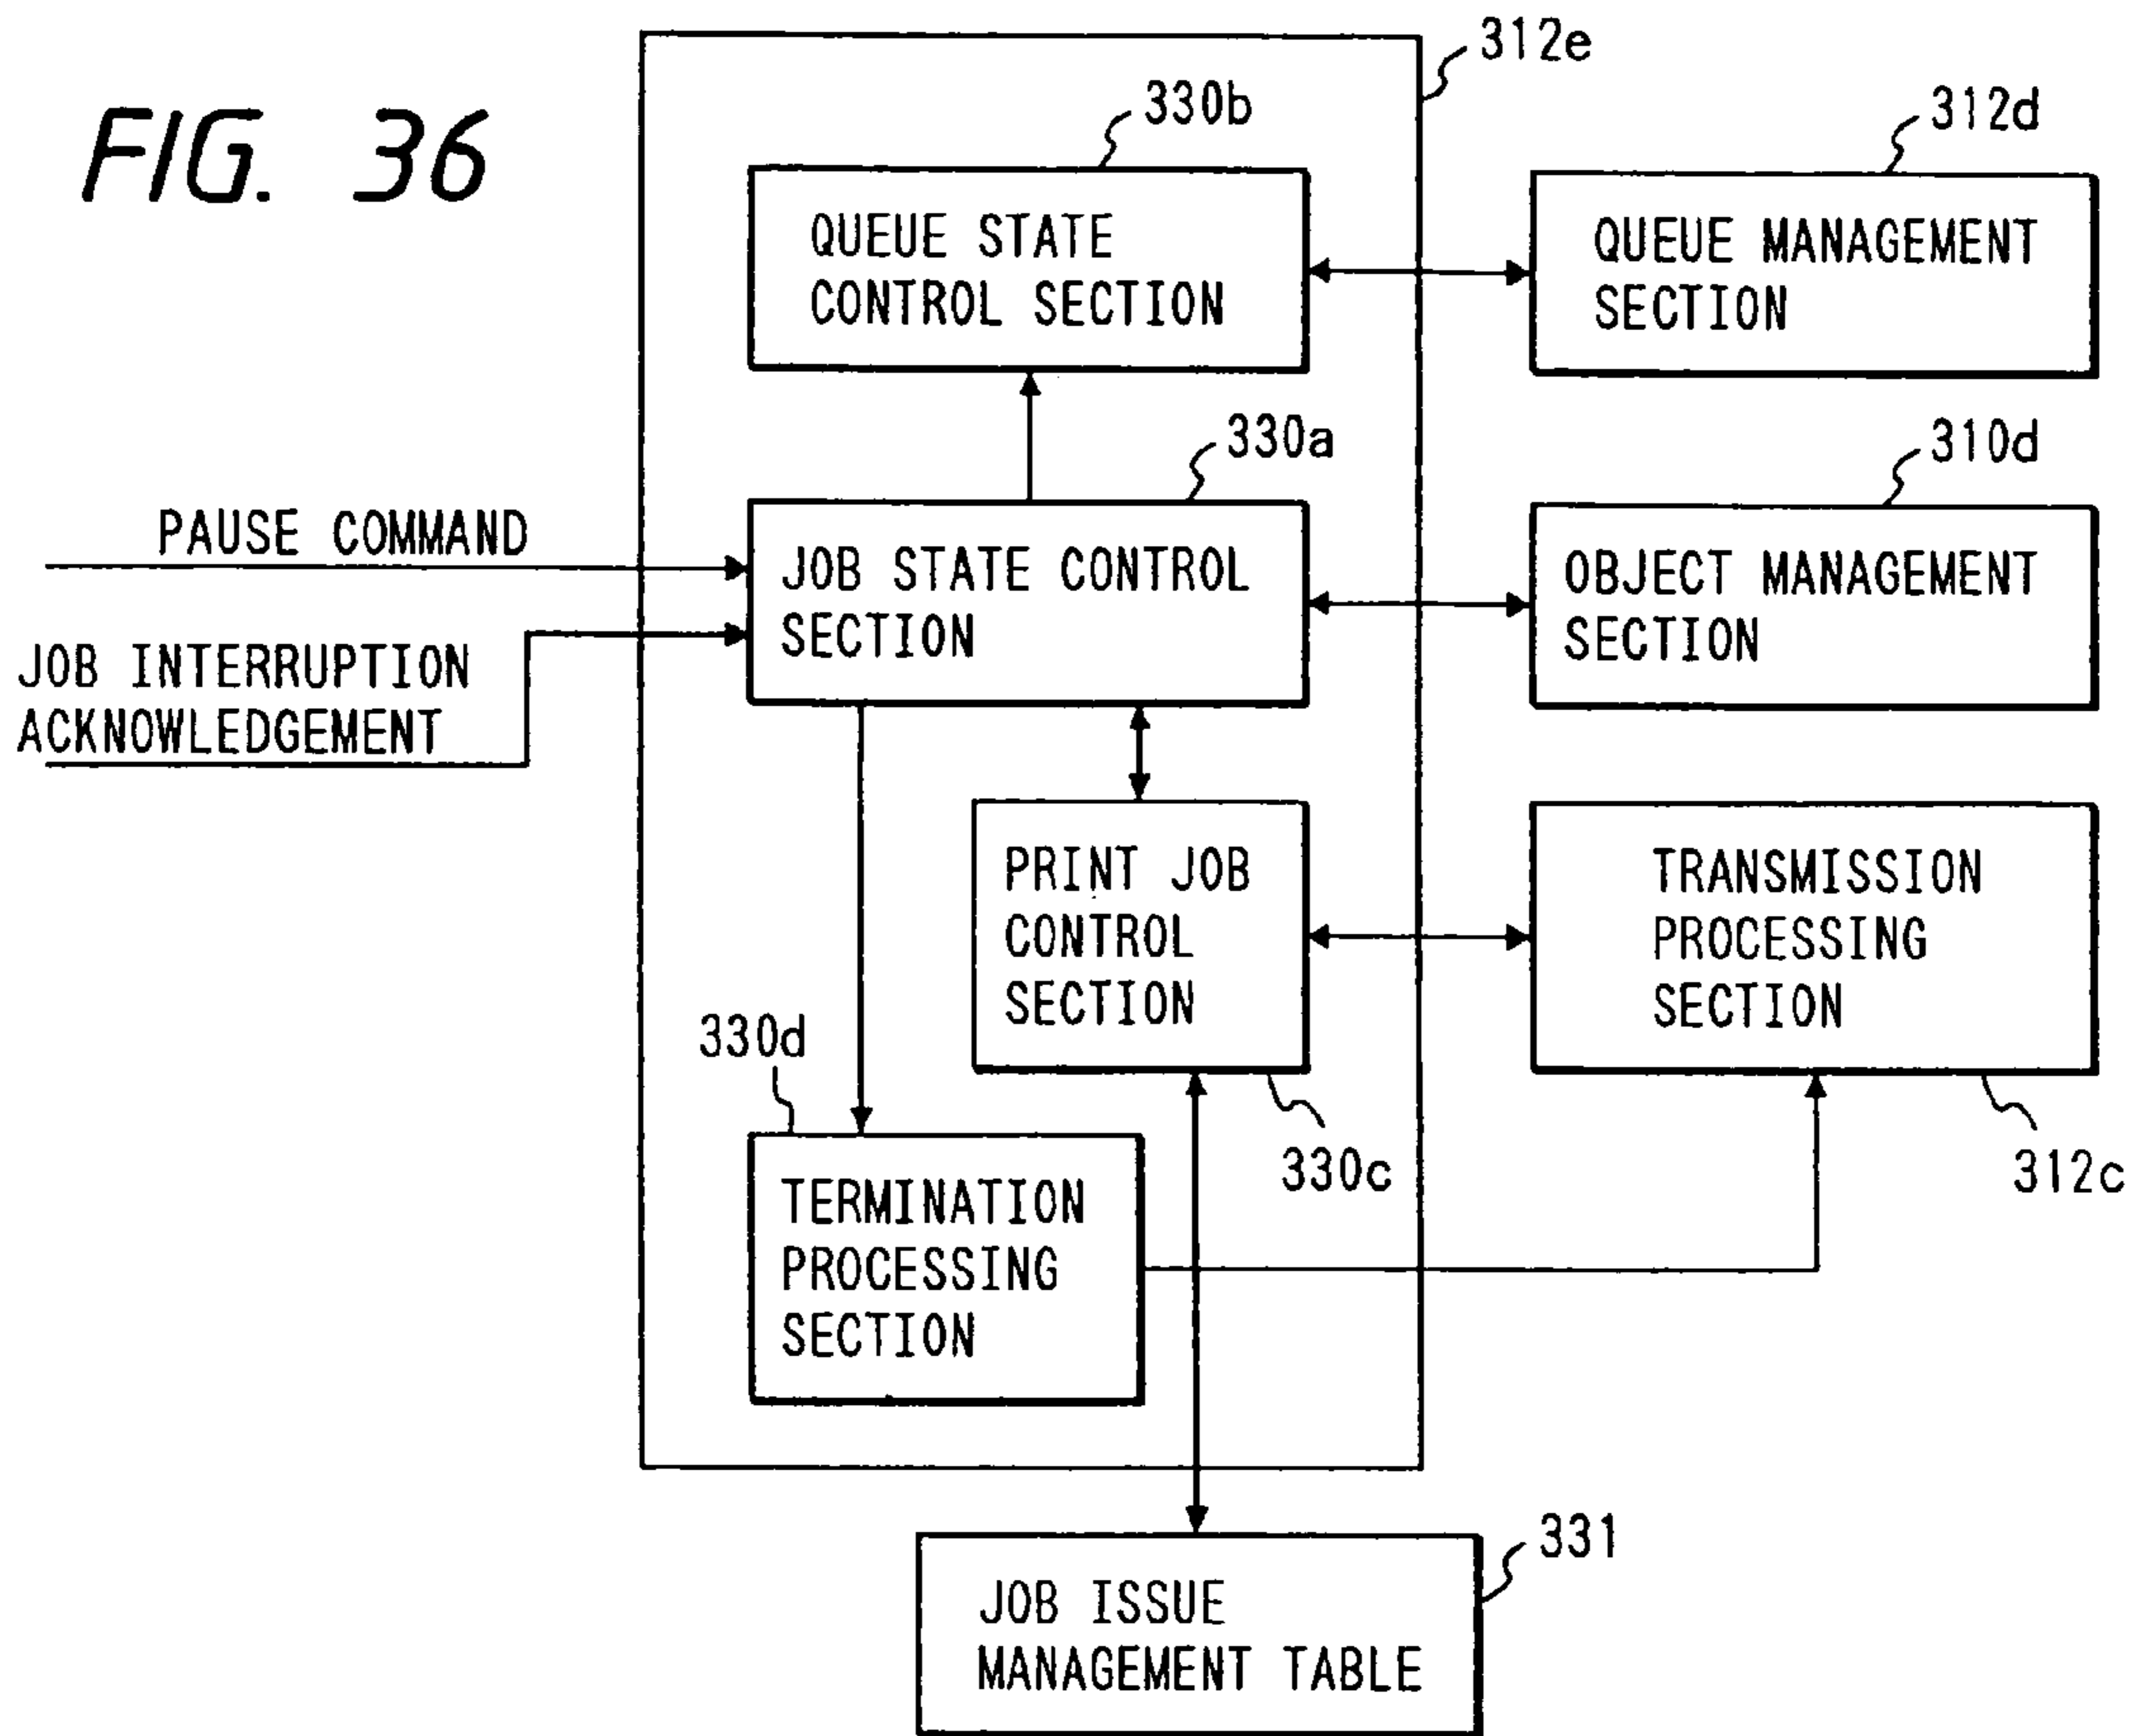 FIG. 36
312e
330b
312d
QUEUE STATE
CONTROL SECTION
QUEUE MANAGEMENT
SECTION
330a
310d
PAUSE COMMAND
JOB STATE CONTROL
SECTION
OBJECT MANAGEMENT
SECTION
JOB INTERRUPTION
ACKNOWLEDGEMENT
PRINT JOB
CONTROL
SECTION
TRANSMISSION
PROCESSING
SECTION
330d
330c
312c
TERMINATION
PROCESSING
SECTION
331
JOB ISSUE
MANAGEMENT TABLE